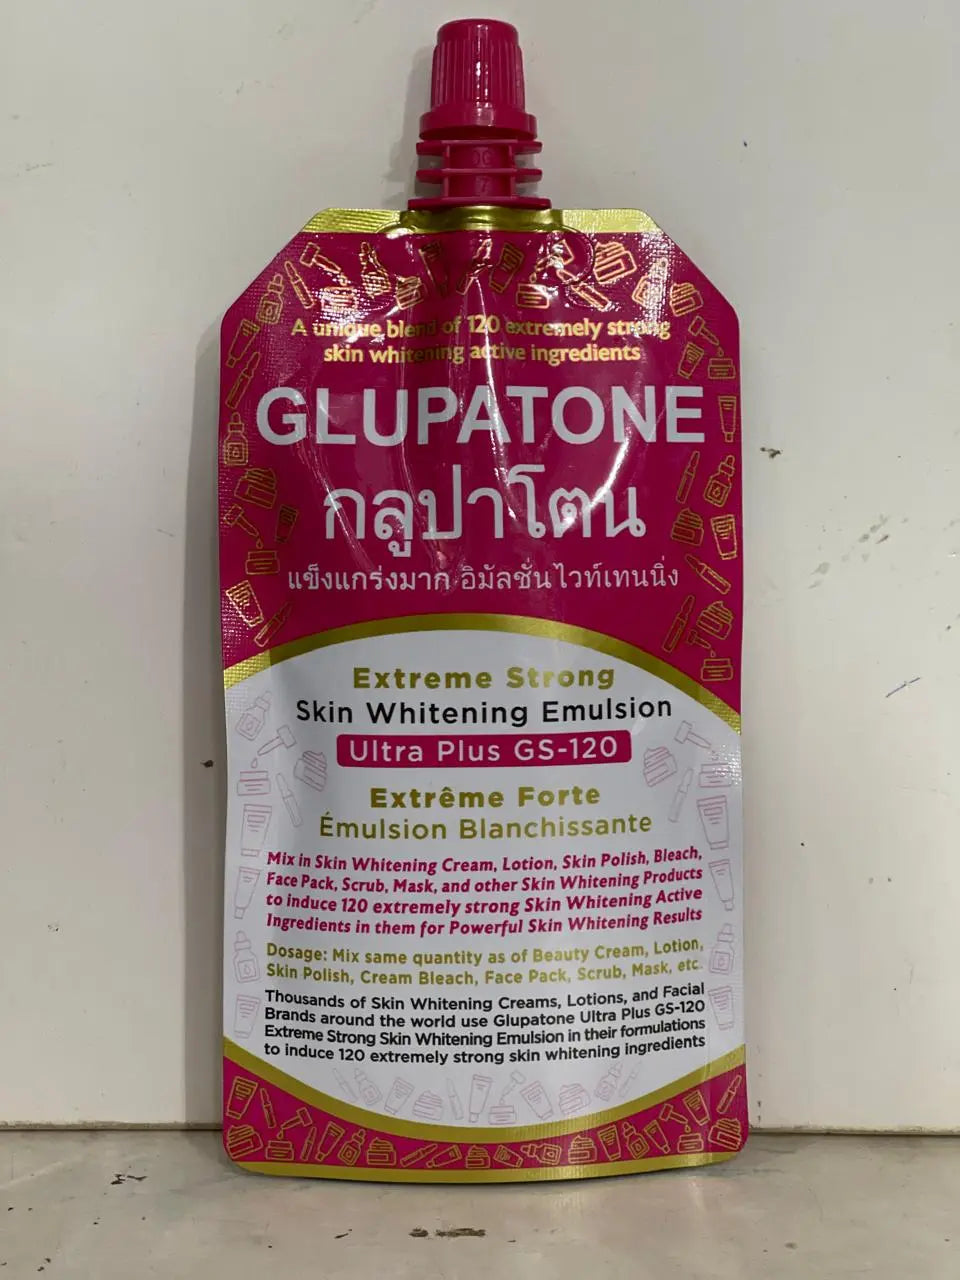 A unique blend of 120 extremely strong
skin whitening active ingredients
GLUPATONE
กลูปาโตน
แข็งแกร่งมาก อิมัลชั่นไวท์เทนนิ่ง
Extreme Strong
Skin Whitening Emulsion
Ultra Plus GS-120
Extrême Forte
Émulsion Blanchissante
Mix in Skin Whitening Cream, Lotion, Skin Polish, Bleach,
Face Pack, Scrub, Mask, and other Skin Whitening Products
to induce 120 extremely strong Skin Whitening Active
Ingredients in them for Powerful Skin Whitening Results
Dosage: Mix same quantity as of Beauty Cream, Lotion,
Skin Polish, Cream Bleach, Face Pack, Scrub, Mask, etc.
Thousands of Skin Whitening Creams, Lotions, and Facial
Brands around the world use Glupatone Ultra Plus GS-120
Extreme Strong Skin Whitening Emulsion in their formulations
to induce 120 extremely strong skin whitening ingredients